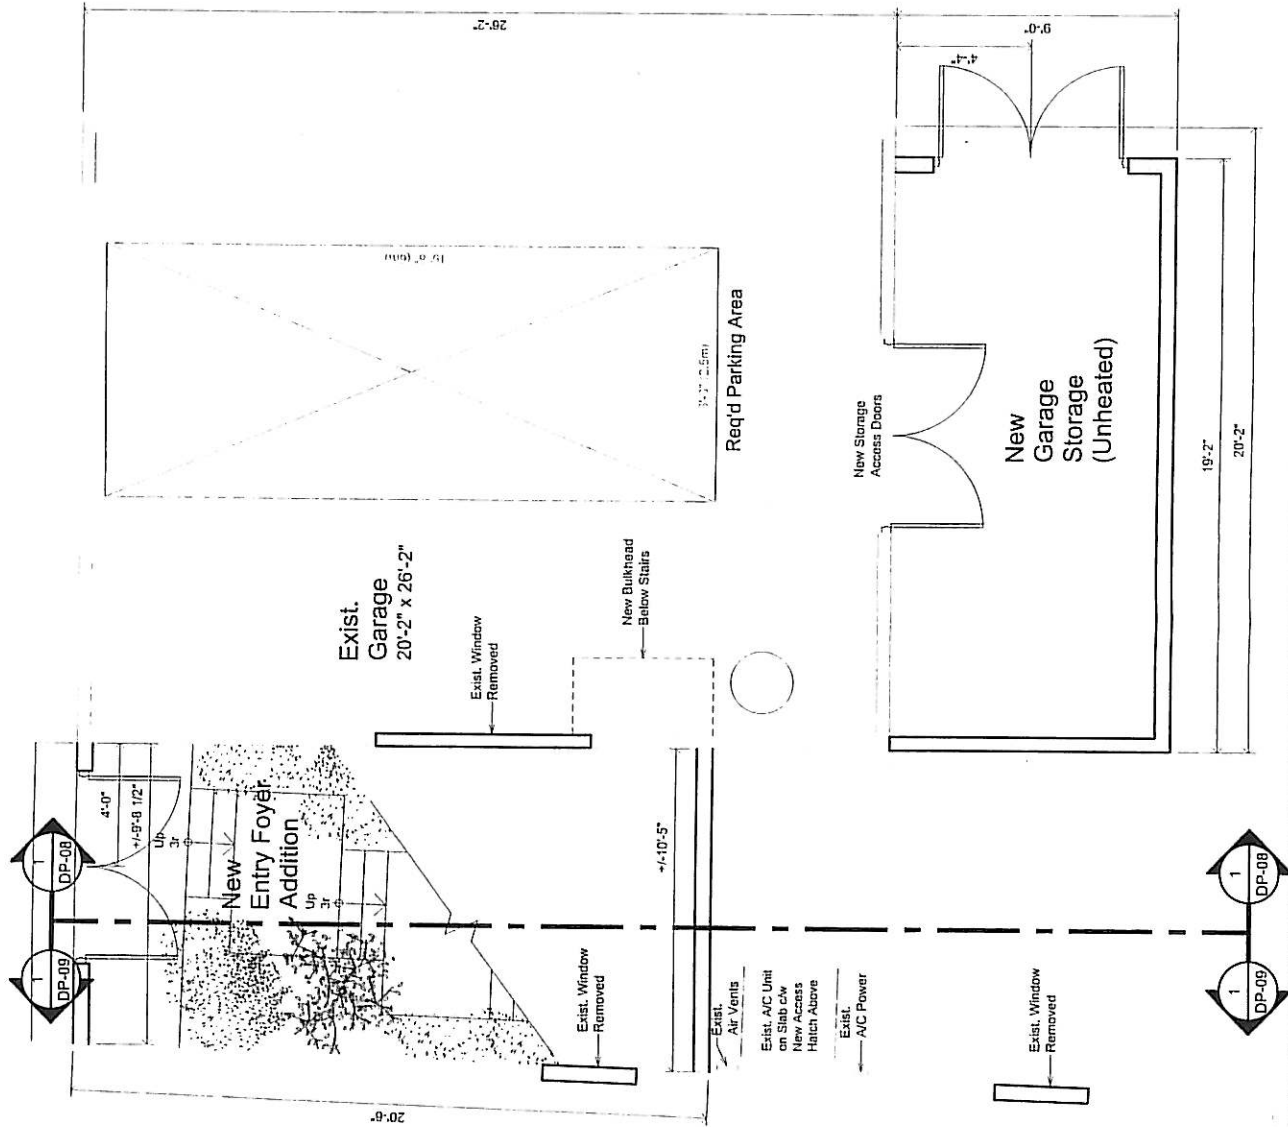 26'-2"
9'-0"
4'-4"
1
DP-08
1
DP-09
4'-0"
+/-9'-8 1/2"
Up
3r
New
Entry Foyer
Addition
Up
3r
Exist.
Garage
20'-2" x 26'-2"
Exist. Window
Removed
New Bulkhead
Below Stairs
Req'd Parking Area
New Storage
Access Doors
New
Garage
Storage
(Unheated)
19'-2"
20'-2"
+/-10'-5"
Exist. Window
Removed
Exist.
Air Vents
Exist. A/C Unit
on Slab c/w
New Access
Hatch Above
Exist.
A/C Power
Exist. Window
Removed
20'-6"
1
DP-08
1
DP-09